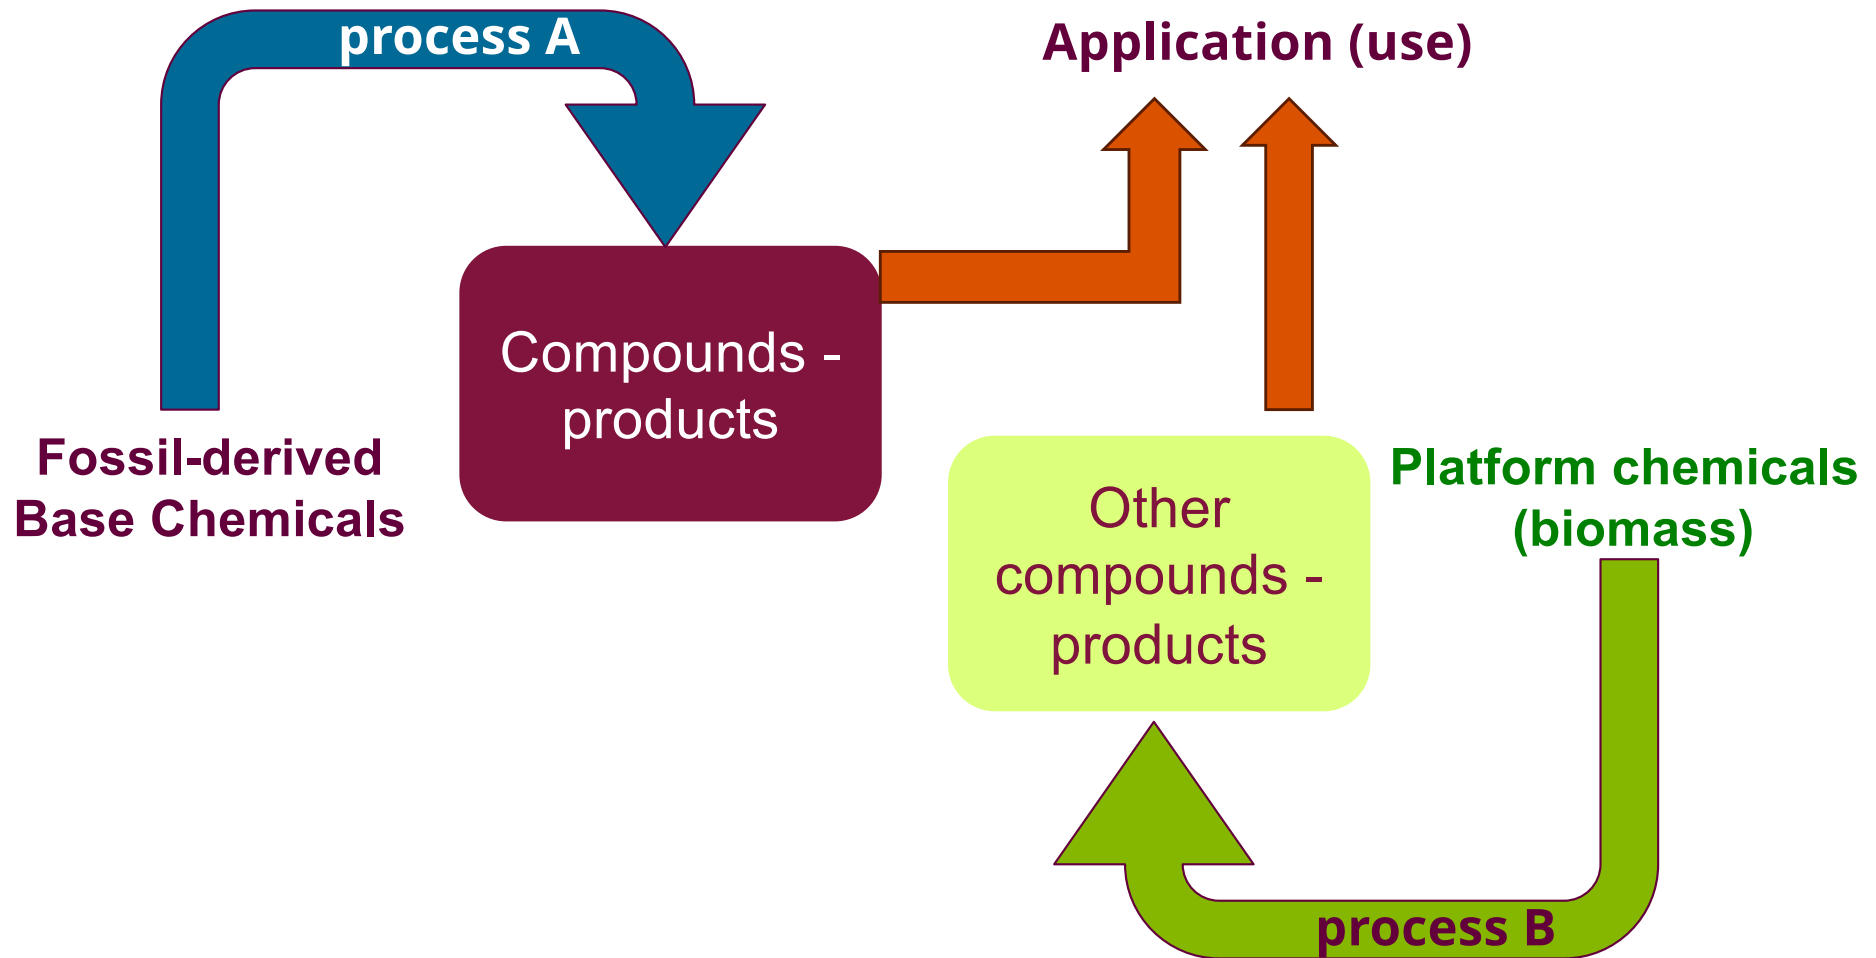 process A
Application (use)
Compounds -
products
Fossil-derived
Base Chemicals
Other
compounds -
products
Platform chemicals
(biomass)
process B